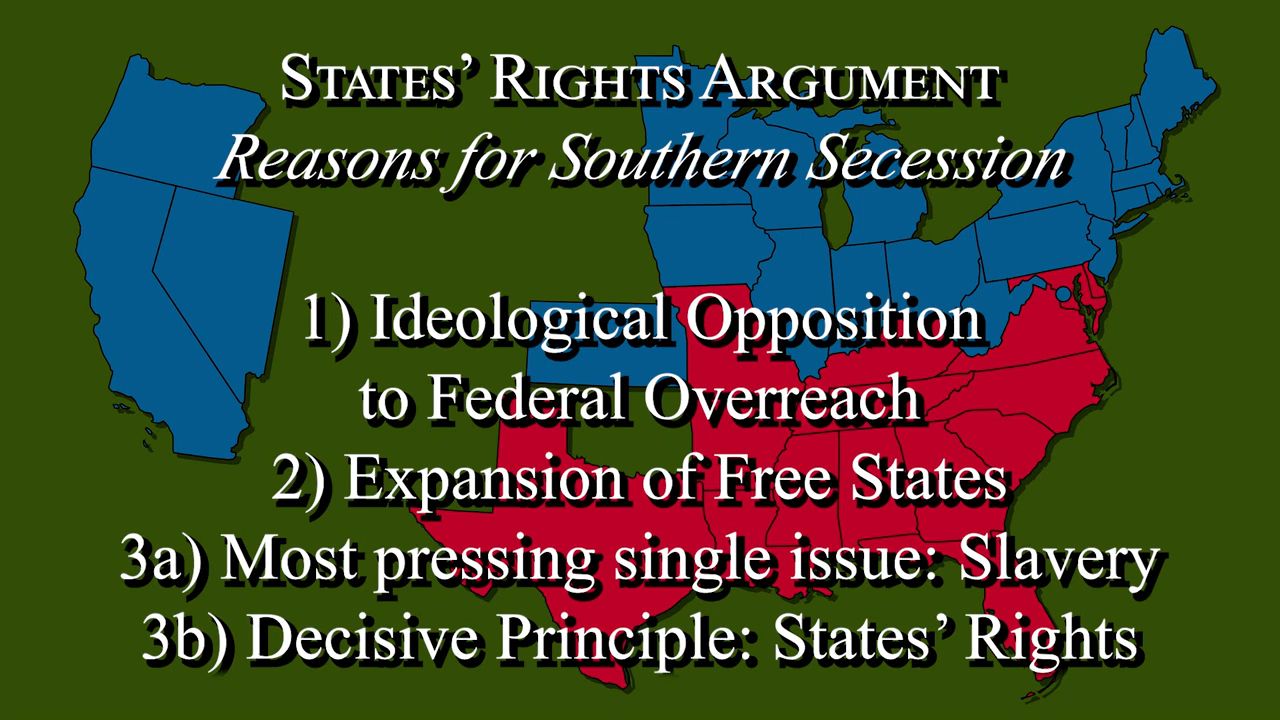 States’ Rights Argument
Reasons for Southern Secession
1) Ideological Opposition
to Federal Overreach
2) Expansion of Free States
3a) Most pressing single issue: Slavery
3b) Decisive Principle: States’ Rights